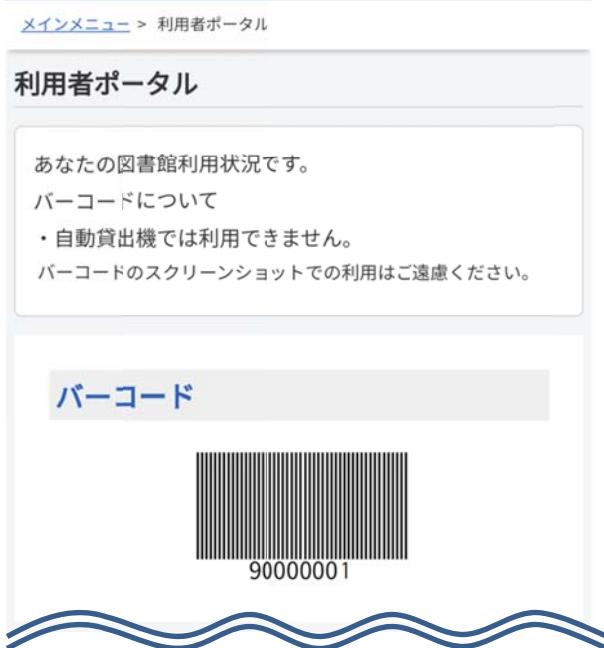 メインメニュー > 利用者ポータル
利用者ポータル
あなたの図書館利用状況です。
バーコードについて
・自動貸出機では利用できません。
バーコードのスクリーンショットでの利用はご遠慮ください。
バーコード
90000001